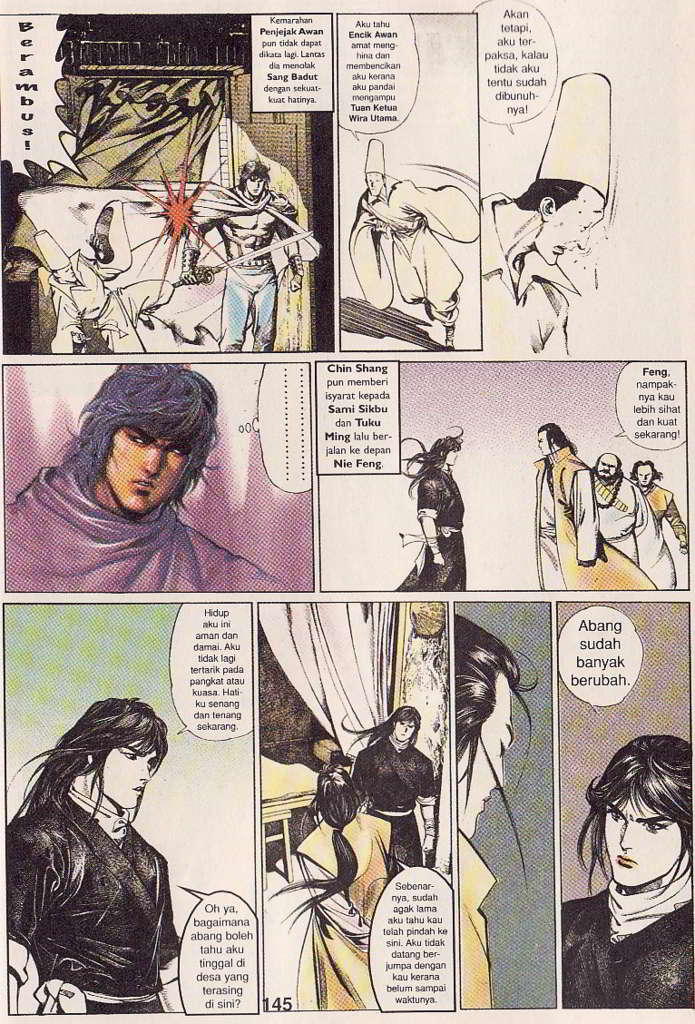 Berambus!
Kemarahan
Penjejak Awan
pun tidak dapat
dikata lagi. Lantas
dia menolak
Sang Badut
dengan sekuat-
kuat hatinya.
Aku tahu
Encik Awan
amat meng-
hina dan
membencikan
aku kerana
aku pandai
mengampu
Tuan Ketua
Wira Utama.
Akan
tetapi,
aku ter-
paksa, kalau
tidak aku
tentu sudah
dibunuh-
nya!
Chin Shang
pun memberi
isyarat kepada
Sami Sikbu
dan Tuku
Ming lalu ber-
jalan ke depan
Nie Feng.
Feng,
nampak-
nya kau
lebih sihat
dan kuat
sekarang!
Hidup
aku ini
aman dan
damai. Aku
tidak lagi
tertarik pada
pangkat atau
kuasa. Hati-
ku senang
dan tenang
sekarang.
Oh ya,
bagaimana
abang boleh
tahu aku
tinggal di
desa yang
terasing
di sini?
Sebenar-
nya, sudah
agak lama
aku tahu kau
telah pindah ke
sini. Aku tidak
datang ber-
jumpa dengan
kau kerana
belum sampai
waktunya.
Abang
sudah
banyak
berubah.
145